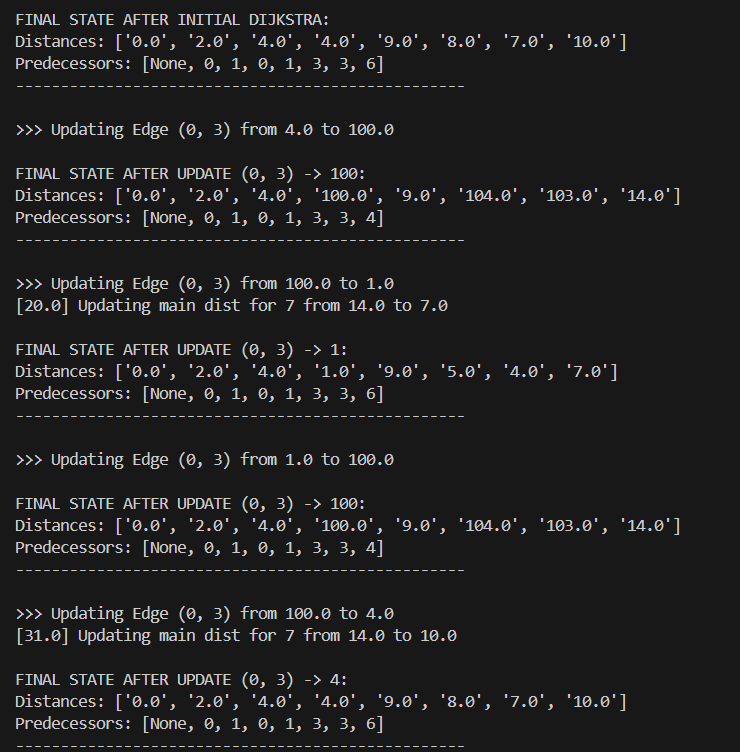 FINAL STATE AFTER INITIAL DIJKSTRA:
Distances: ['0.0', '2.0', '4.0', '4.0', '9.0', '8.0', '7.0', '10.0']
Predecessors: [None, 0, 1, 0, 1, 3, 3, 6]
--------------------------------------------------
>>> Updating Edge (0, 3) from 4.0 to 100.0
FINAL STATE AFTER UPDATE (0, 3) -> 100:
Distances: ['0.0', '2.0', '4.0', '100.0', '9.0', '104.0', '103.0', '14.0']
Predecessors: [None, 0, 1, 0, 1, 3, 3, 4]
--------------------------------------------------
>>> Updating Edge (0, 3) from 100.0 to 1.0
[20.0] Updating main dist for 7 from 14.0 to 7.0
FINAL STATE AFTER UPDATE (0, 3) -> 1:
Distances: ['0.0', '2.0', '4.0', '1.0', '9.0', '5.0', '4.0', '7.0']
Predecessors: [None, 0, 1, 0, 1, 3, 3, 6]
--------------------------------------------------
>>> Updating Edge (0, 3) from 1.0 to 100.0
FINAL STATE AFTER UPDATE (0, 3) -> 100:
Distances: ['0.0', '2.0', '4.0', '100.0', '9.0', '104.0', '103.0', '14.0']
Predecessors: [None, 0, 1, 0, 1, 3, 3, 4]
--------------------------------------------------
>>> Updating Edge (0, 3) from 100.0 to 4.0
[31.0] Updating main dist for 7 from 14.0 to 10.0
FINAL STATE AFTER UPDATE (0, 3) -> 4:
Distances: ['0.0', '2.0', '4.0', '4.0', '9.0', '8.0', '7.0', '10.0']
Predecessors: [None, 0, 1, 0, 1, 3, 3, 6]
--------------------------------------------------